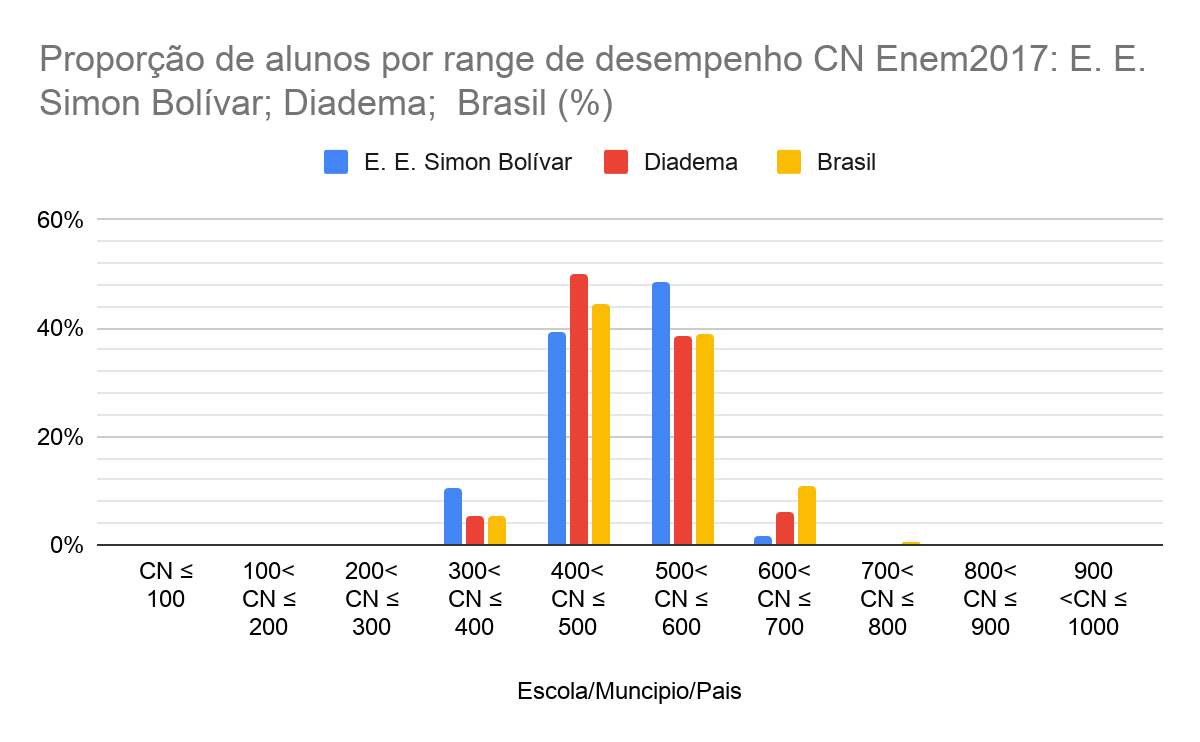 Proporção de alunos por range de desempenho CN Enem2017: E. E.
Simon Bolívar; Diadema;  Brasil (%)
E. E. Simon Bolívar Diadema Brasil
60%
40%
20%
0%
CN ≤ 100< 200< 300< 400< 500< 600< 700< 800< 900
100 CN ≤ CN ≤ CN ≤ CN ≤ CN ≤ CN ≤ CN ≤ CN ≤ <CN ≤
200 300 400 500 600 700 800 900 1000
Escola/Muncipio/Pais